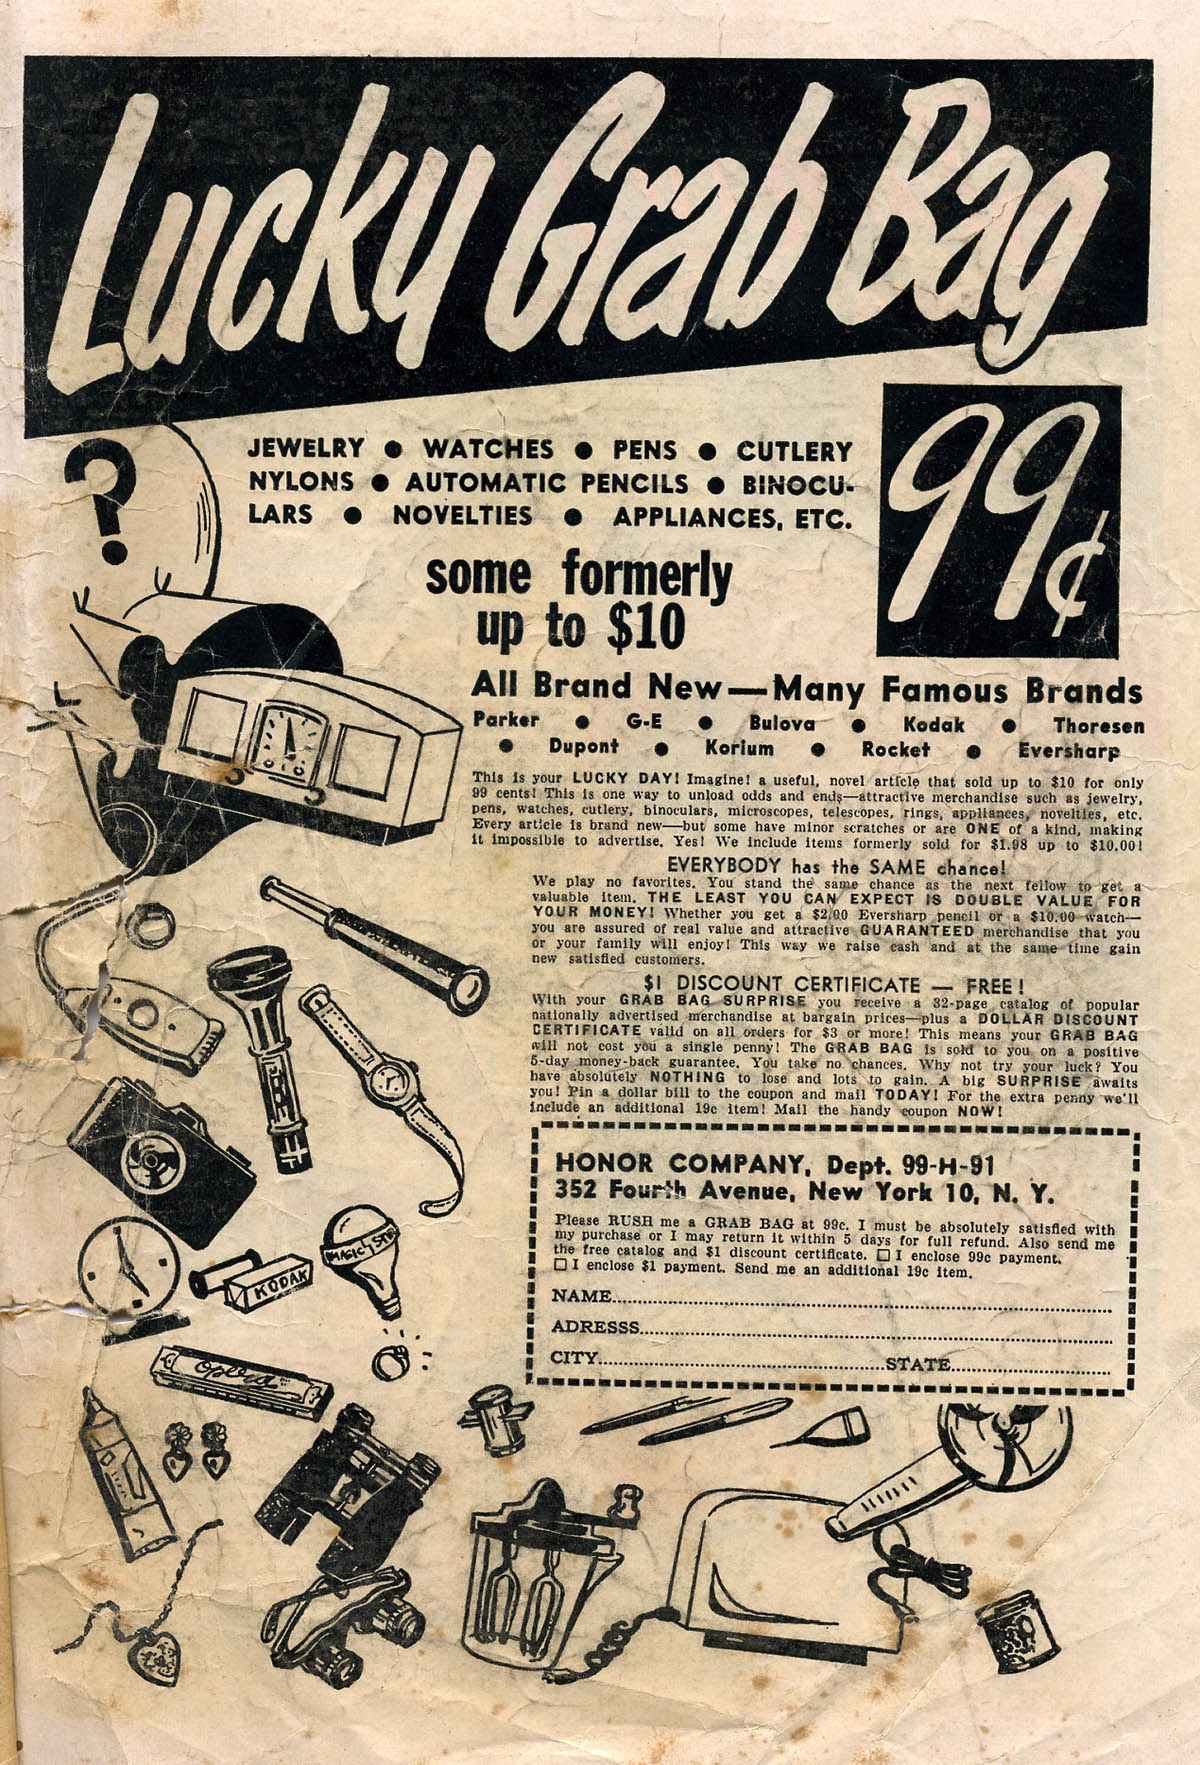 Lucky Grab Bag
?
99¢
JEWELRY ● WATCHES ● PENS ● CUTLERY
NYLONS ● AUTOMATIC PENCILS ● BINOCU-
LARS ● NOVELTIES ● APPLIANCES, ETC.
some formerly
up to $10
All Brand New—Many Famous Brands
Parker ● G-E ● Bulova ● Kodak ● Thoresen
● Dupont ● Korium ● Rocket ● Eversharp
This is your LUCKY DAY! Imagine! a useful, novel article that sold up to $10 for only
99 cents! This is one way to unload odds and ends—attractive merchandise such as jewelry,
pens, watches, cutlery, binoculars, microscopes, telescopes, rings, appliances, novelties, etc.
Every article is brand new—but some have minor scratches or are ONE of a kind, making
it impossible to advertise. Yes! We include items formerly sold for $1.98 up to $10.00!
EVERYBODY has the SAME chance!
We play no favorites. You stand the same chance as the next fellow to get a
valuable item. THE LEAST YOU CAN EXPECT IS DOUBLE VALUE FOR
YOUR MONEY! Whether you get a $2.00 Eversharp pencil or a $10.00 watch—
you are assured of real value and attractive GUARANTEED merchandise that you
or your family will enjoy! This way we raise cash and at the same time gain
new satisfied customers.
$1 DISCOUNT CERTIFICATE — FREE!
With your GRAB BAG SURPRISE you receive a 32-page catalog of popular
nationally advertised merchandise at bargain prices—plus a DOLLAR DISCOUNT
CERTIFICATE valid on all orders for $3 or more! This means your GRAB BAG
will not cost you a single penny! The GRAB BAG is sold to you on a positive
5-day money-back guarantee. You take no chances. Why not try your luck? You
have absolutely NOTHING to lose and lots to gain. A big SURPRISE awaits
you! Pin a dollar bill to the coupon and mail TODAY! For the extra penny we'll
include an additional 19c item! Mail the handy coupon NOW!
HONOR COMPANY, Dept. 99-H-91
352 Fourth Avenue, New York 10, N. Y.
Please RUSH me a GRAB BAG at 99c. I must be absolutely satisfied with
my purchase or I may return it within 5 days for full refund. Also send me
the free catalog and $1 discount certificate. □ I enclose 99c payment.
□ I enclose $1 payment. Send me an additional 19c item.
NAME
ADRESSS
CITY STATE
KODAK
MAGIC